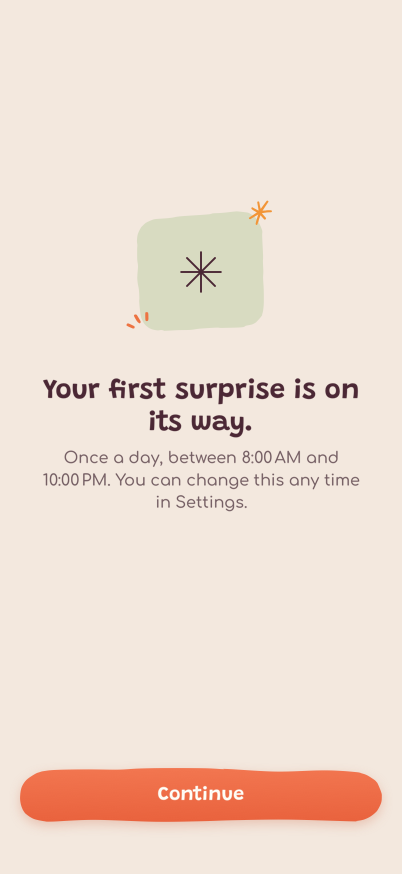 Your first surprise is on
its way.
Once a day, between 8:00 AM and
10:00 PM. You can change this any time
in Settings.
Continue